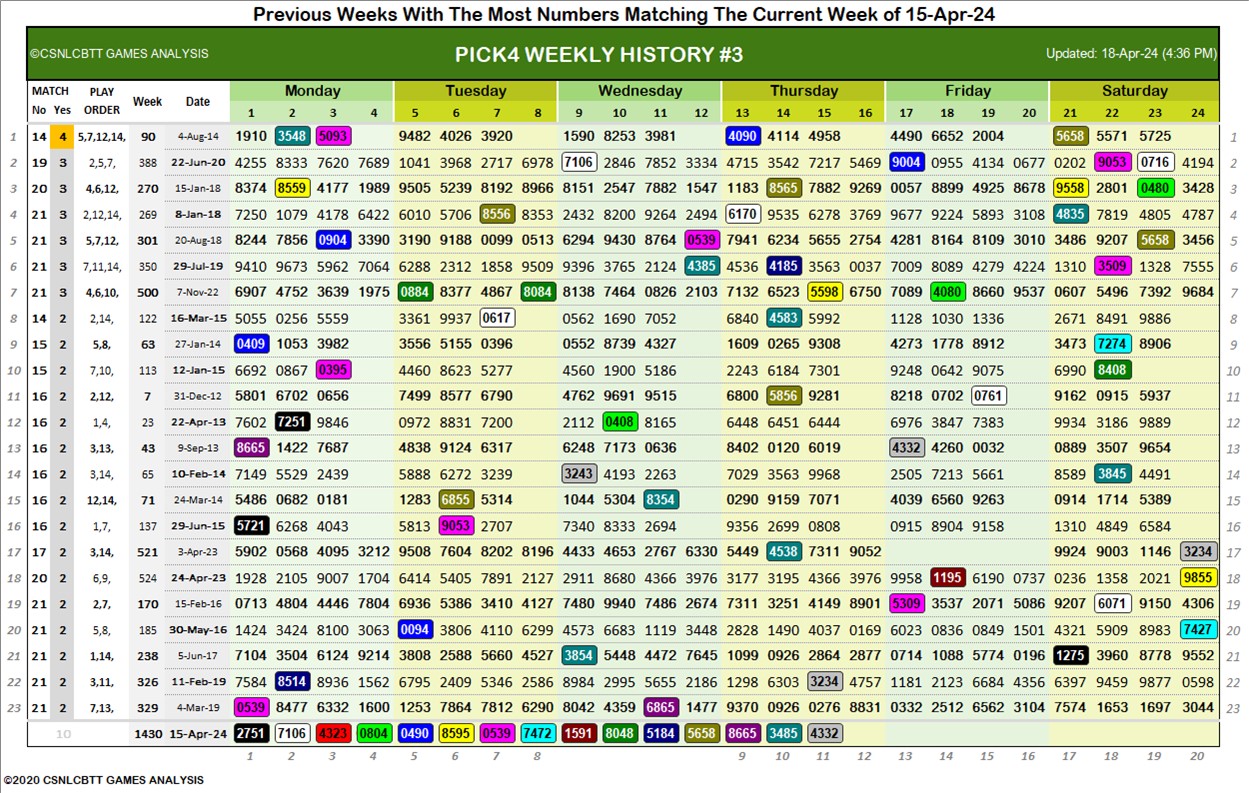 Previous Weeks With The Most Numbers Matching The Current Week of 15-Apr-24
©CSNLCBTT GAMES ANALYSIS PICK4 WEEKLY HISTORY #3 Updated: 18-Apr-24 (4:36 PM)
MATCH PLAY Week Date Monday Tuesday Wednesday Thursday Friday Saturday
No Yes ORDER 1 2 3 4 5 6 7 8 9 10 11 12 13 14 15 16 17 18 19 20 21 22 23 24
1 14 4 5,7,12,14, 90 4-Aug-14 1910 3548 5093 9482 4026 3920 1590 8253 3981 4090 4114 4958 4490 6652 2004 5658 5571 5725 1
2 19 3 2,5,7, 388 22-Jun-20 4255 8333 7620 7689 1041 3968 2717 6978 7106 2846 7852 3334 4715 3542 7217 5469 9004 0955 4134 0677 0202 9053 0716 4194 2
3 20 3 4,6,12, 270 15-Jan-18 8374 8559 4177 1989 9505 5239 8192 8966 8151 2547 7882 1547 1183 8565 7882 9269 0057 8899 4925 8678 9558 2801 0480 3428 3
4 21 3 2,12,14, 269 8-Jan-18 7250 1079 4178 6422 6010 5706 8556 8353 2432 8200 9264 2494 6170 9535 6278 3769 9677 9224 5893 3108 4835 7819 4805 4787 4
5 21 3 5,7,12, 301 20-Aug-18 8244 7856 0904 3390 3190 9188 0099 0513 6294 9430 8764 0539 7941 6234 5655 2754 4281 8164 8109 3010 3486 9207 5658 3456 5
6 21 3 7,11,14, 350 29-Jul-19 9410 9673 5962 7064 6288 2312 1859 9509 9396 3765 2124 4385 4536 4185 3563 0037 7009 8089 4279 4224 1310 3509 1328 7555 6
7 21 3 4,6,10, 500 7-Nov-22 6907 4752 3639 1975 0884 8377 4867 8084 8138 7464 0826 2103 7132 6523 5598 6750 7089 4080 8660 9537 0607 5496 7392 9684 7
8 14 2 2,14, 122 16-Mar-15 5055 0256 5559 3361 9937 0617 0562 1690 7052 6840 4583 5992 1128 1030 1336 2671 8491 9886 8
9 15 2 5,8, 63 27-Jan-14 0409 1053 3982 3556 5155 0396 0552 8739 4327 1609 0265 9308 4273 1778 8912 3473 7274 8906 9
10 15 2 7,10, 113 12-Jan-15 6692 0867 0395 4460 8623 5277 4560 1900 5186 2243 6184 7301 9248 0642 9075 6990 8408 10
11 16 2 2,12, 7 31-Dec-12 5801 6702 0656 7499 8577 6790 4762 9691 9515 6800 5856 9281 8218 0702 0761 9162 0915 5937 11
12 16 2 1,4, 23 22-Apr-13 7602 7251 9846 0972 8831 7200 2112 0408 8165 6448 6451 6444 6976 3847 7383 9934 3186 9889 12
13 16 2 3,13, 43 9-Sep-13 8665 1422 7687 4838 9124 6317 6248 7173 0636 8402 0120 6019 4332 4260 0032 0889 3507 9654 13
14 16 2 3,14, 65 10-Feb-14 7149 5529 2439 5888 6272 3239 3243 4193 2263 7029 3563 9968 2505 7213 5661 8589 3845 4491 14
15 16 2 12,14, 71 24-Mar-14 5486 0682 0181 1283 6855 5314 1044 5304 8354 0290 9159 7071 4039 6560 9263 0914 1714 5389 15
16 16 2 1,7, 137 29-Jun-15 5721 6268 4043 5813 9053 2707 7340 8333 2694 9356 2699 0808 0915 8904 9158 1310 4849 6584 16
17 17 2 3,14, 521 3-Apr-23 5902 0568 4095 3212 9508 7604 8202 8196 4433 4653 2767 6330 5449 4538 7311 9052 9924 9003 1146 3234 17
18 20 2 6,9, 524 24-Apr-23 1928 2105 9007 1704 6414 5405 7891 2127 2911 8680 4366 3976 3177 3195 4366 3976 9958 1195 6190 0737 0236 1358 2021 9855 18
19 21 2 2,7, 170 15-Feb-16 0713 4804 4446 7804 6936 5386 3410 4127 7480 9940 7486 2674 7311 3251 4149 8901 5309 3537 2071 5086 9207 6071 9150 4306 19
20 21 2 5,8, 185 30-May-16 1424 3424 8100 3063 0094 3806 4110 6299 4573 6683 1119 3448 2828 1490 4037 0169 6023 0836 0849 1501 4321 5909 8983 7427 20
21 21 2 1,14, 238 5-Jun-17 7104 3504 6124 9214 3808 2588 5660 4527 3854 5448 4472 7645 1099 0926 2864 2877 0714 1088 5774 0196 1275 3960 8778 9552 21
22 21 2 3,11, 326 11-Feb-19 7584 8514 8936 1562 6795 2409 5346 2586 8984 2995 5655 2186 1298 6303 3234 4757 1181 2123 6684 4356 6397 9459 9877 0598 22
23 21 2 7,13, 329 4-Mar-19 0539 8477 6332 1600 1253 7864 7812 6290 8042 4359 6865 1477 9370 0926 0276 8831 0332 2512 6562 3104 7574 1653 1697 3044 23
10 1430 15-Apr-24 2751 7106 4323 0804 0490 8595 0539 7472 1591 8048 5184 5658 8665 3485 4332
1 2 3 4 5 6 7 8 9 10 11 12 13 14 15 16 17 18 19 20
©2020 CSNLCBTT GAMES ANALYSIS